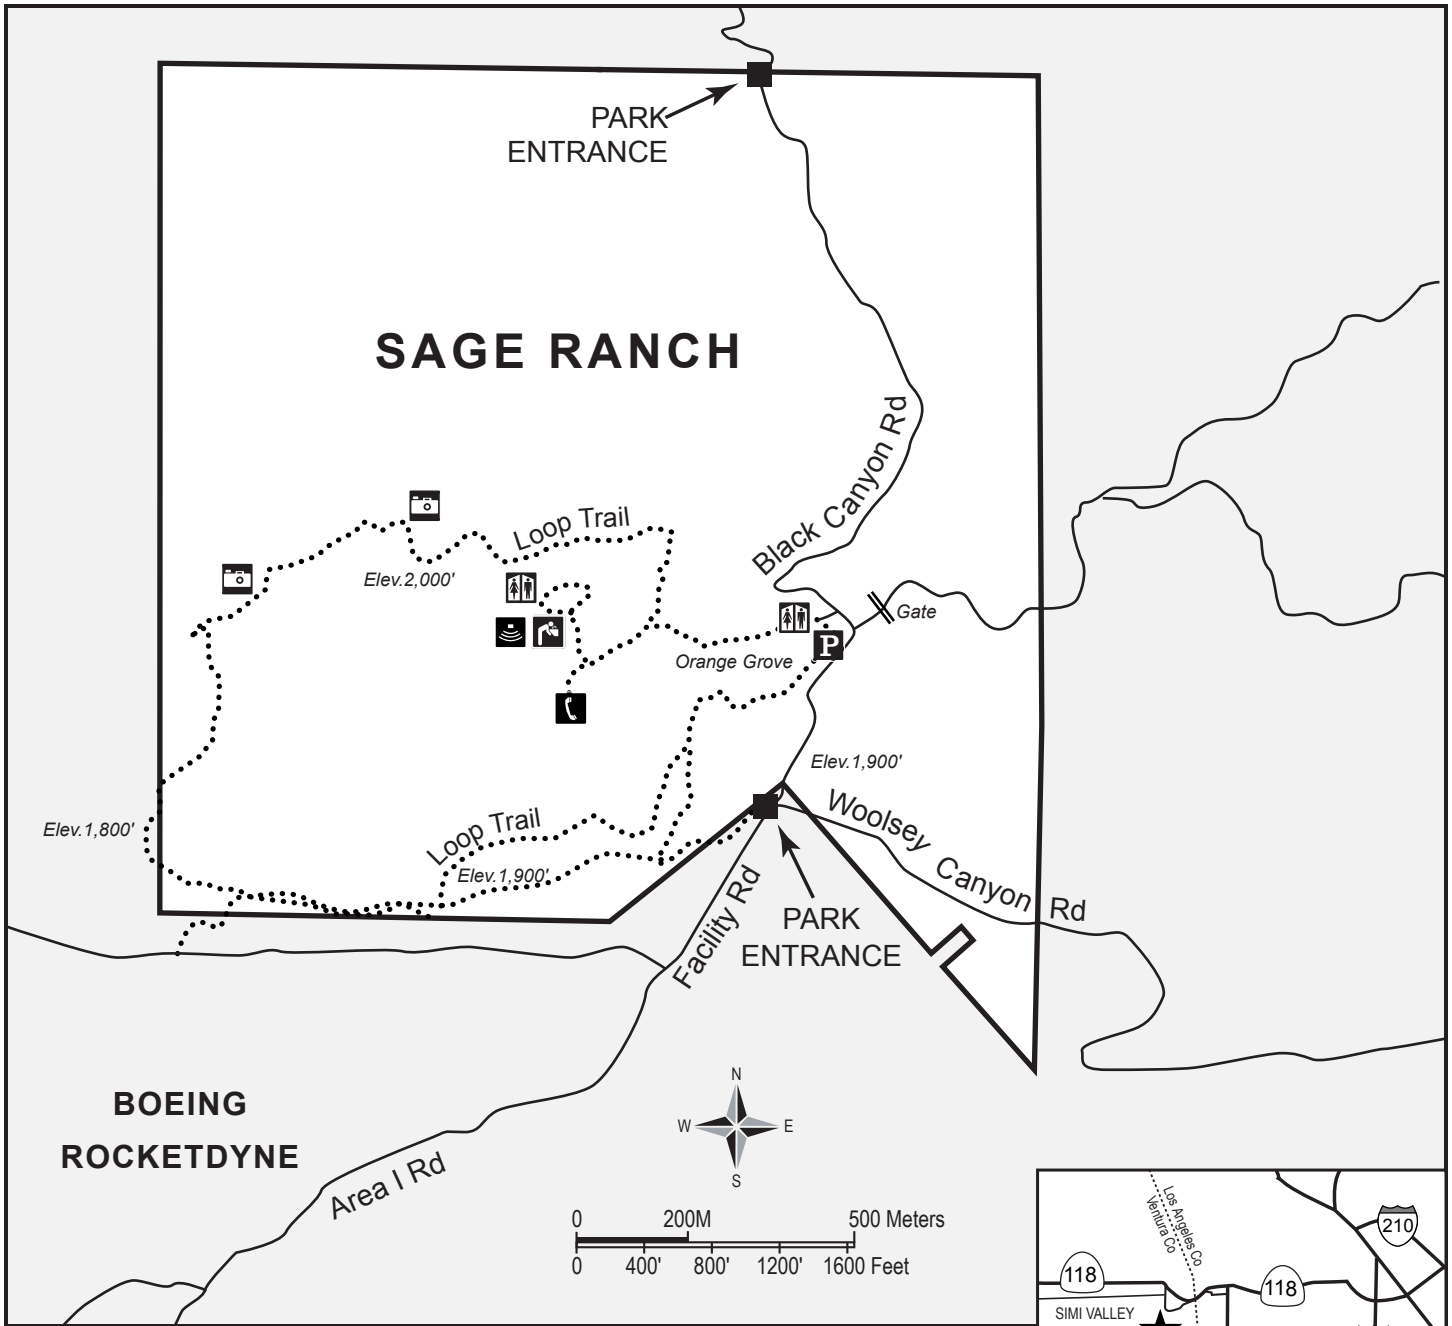 PARK
ENTRANCE
SAGE RANCH
Black Canyon Rd
Loop Trail
Elev.2,000'
Gate
P
Orange Grove
Elev.1,900'
Woolsey Canyon Rd
Loop Trail
Elev.1,800'
Elev.1,900'
Facility Rd
PARK
ENTRANCE
BOEING
ROCKETDYNE
Area I Rd
N
W E
S
0 200M 500 Meters
0 400' 800' 1200' 1600 Feet
Los Angeles Co
Ventura Co
210
118
118
SIMI VALLEY